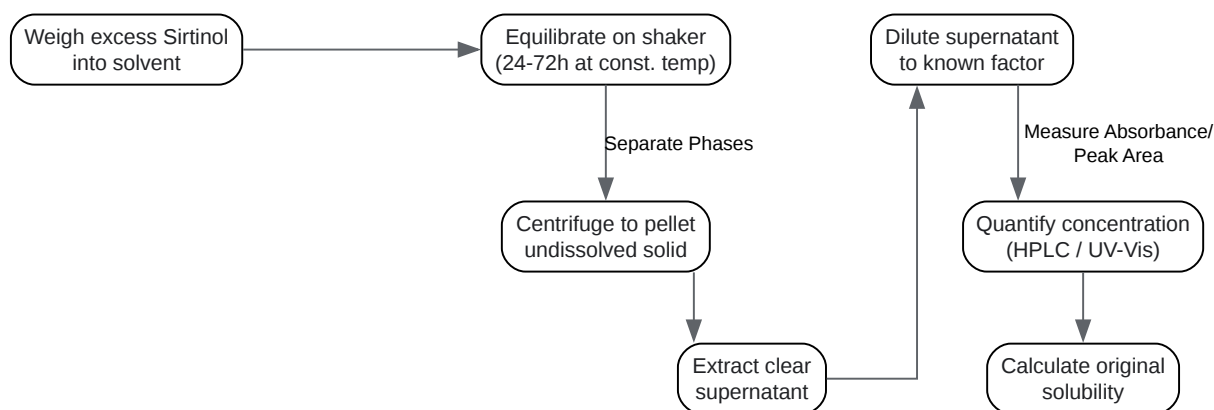 Weigh excess Sirtinol
into solvent
Equilibrate on shaker
(24-72h at const. temp)
Separate Phases
Centrifuge to pellet
undissolved solid
Extract clear
supernatant
Dilute supernatant
to known factor
Measure Absorbance/
Peak Area
Quantify concentration
(HPLC / UV-Vis)
Calculate original
solubility